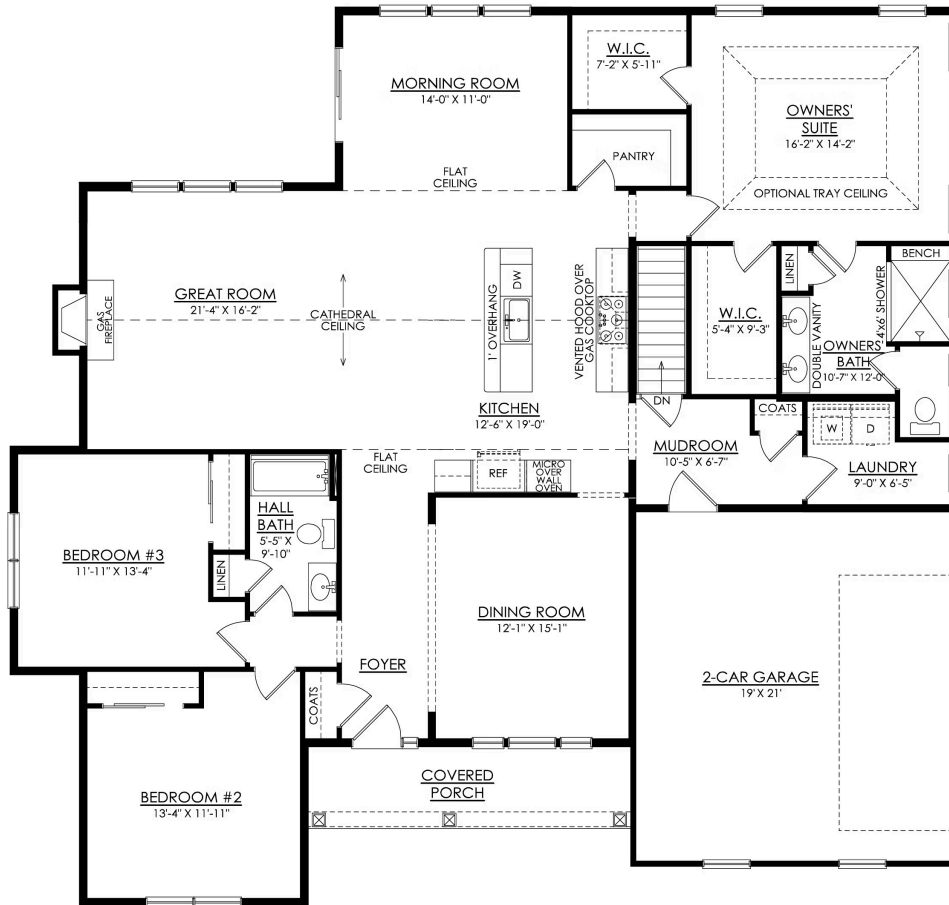 W.I.C.
7'-2" X 5'-11"
MORNING ROOM
14'-0" X 11'-0"
OWNERS'
SUITE
16'-2" X 14'-2"
PANTRY
FLAT
CEILING
OPTIONAL TRAY CEILING
BENCH
LINEN
4'x6' SHOWER
DW
GREAT ROOM
21'-4" X 16'-2"
GAS
FIREPLACE
CATHEDRAL
CEILING
1' OVERHANG
VENTED HOOD OVER
GAS COOKTOP
W.I.C.
5'-4" X 9'-3"
DOUBLE VANITY
OWNERS'
BATH
10'-7" X 12'-0"
DN
KITCHEN
12'-6" X 19'-0"
COATS
W
D
MUDROOM
10'-5" X 6'-7"
LAUNDRY
9'-0" X 6'-5"
FLAT
CEILING
REF
MICRO
OVER
WALL
OVEN
HALL
BATH
5'-5" X
9'-10"
BEDROOM #3
11'-11" X 13'-4"
LINEN
DINING ROOM
12'-1" X 15'-1"
FOYER
2-CAR GARAGE
19' X 21'
COATS
COVERED
PORCH
BEDROOM #2
13'-4" X 11'-11"